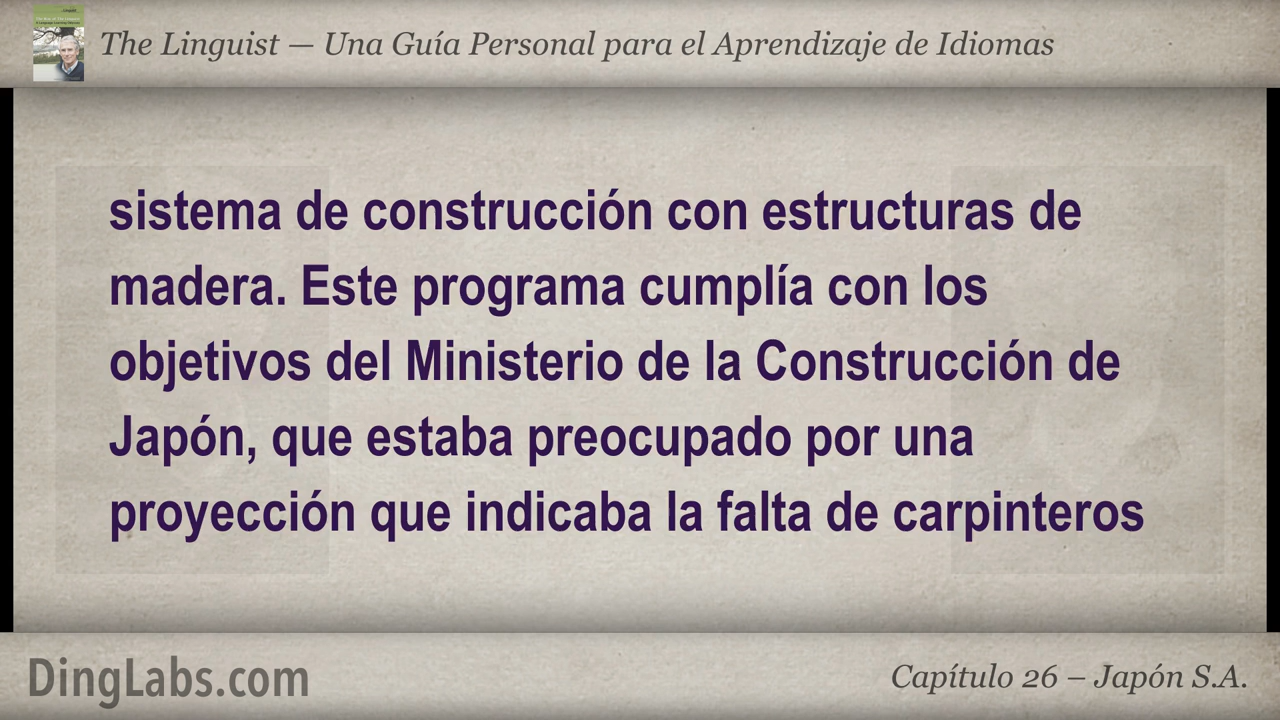 The Linguist — Una Guía Personal para el Aprendizaje de Idiomas
sistema de construcción con estructuras de
madera. Este programa cumplía con los
objetivos del Ministerio de la Construcción de
Japón, que estaba preocupado por una
proyección que indicaba la falta de carpinteros
DingLabs.com
Capítulo 26 – Japón S.A.